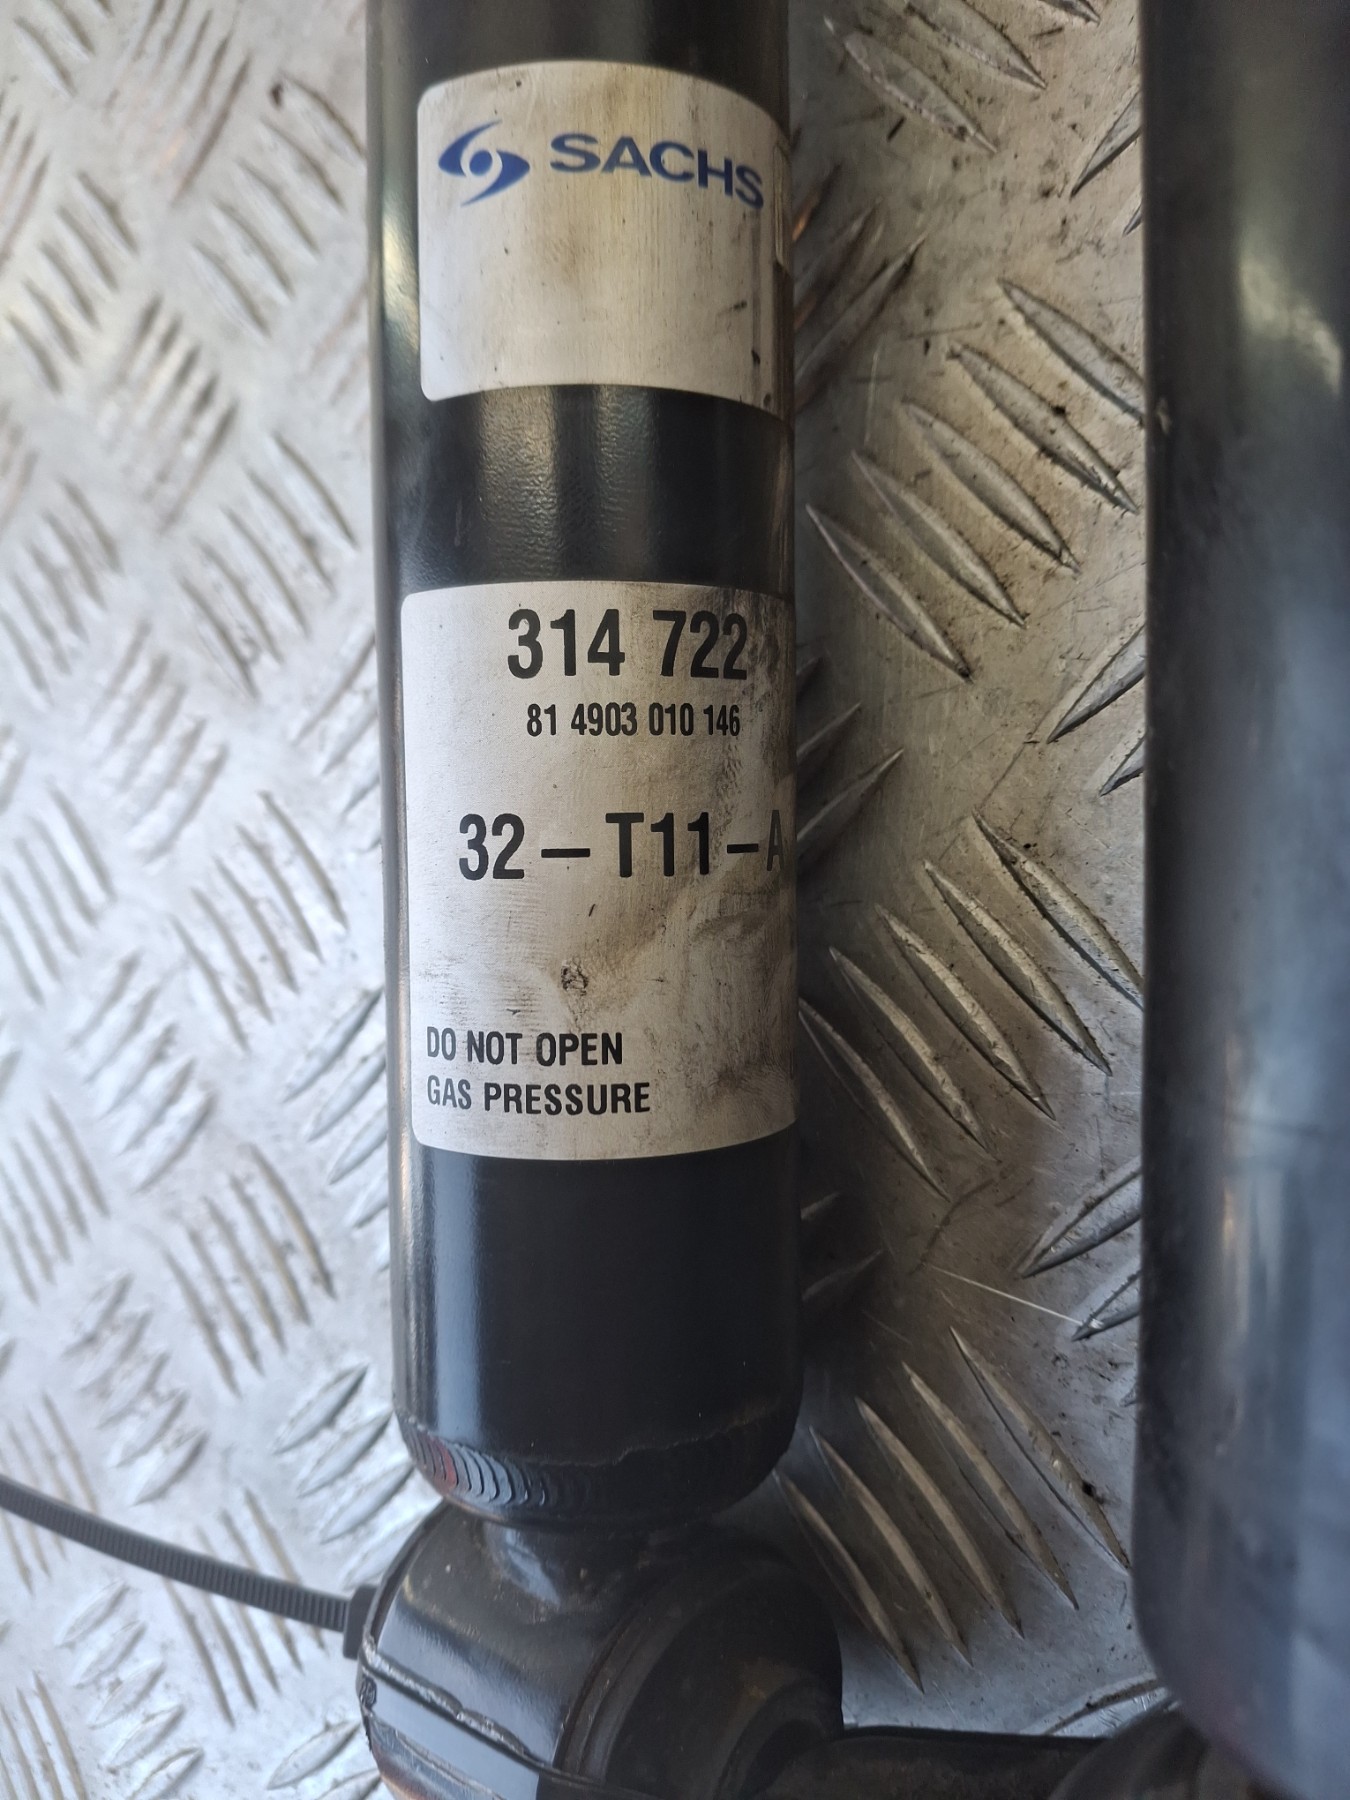 SACHS
314 722
81 4903 010 146
32-T11-A
DO NOT OPEN
GAS PRESSURE